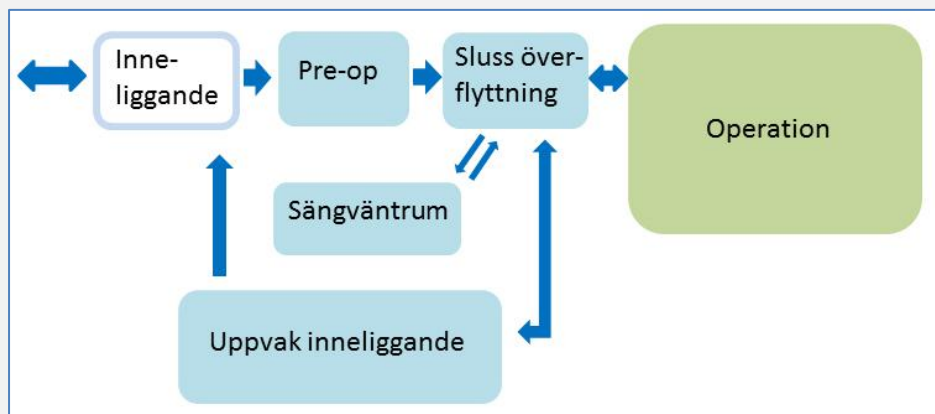 Inne-
liggande
Pre-op
Sluss över-
flyttning
Operation
Sängväntrum
Uppvak inneliggande